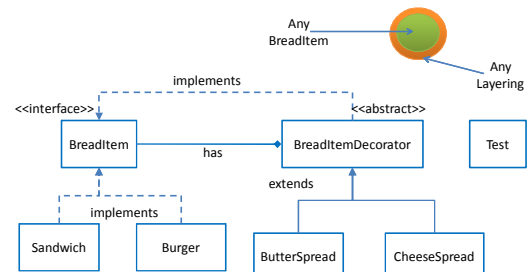 Any
BreadItem
Any
Layering
implements
<<interface>>
<<abstract>>
BreadItem
has
BreadItemDecorator
Test
extends
implements
Sandwich
Burger
ButterSpread
CheeseSpread